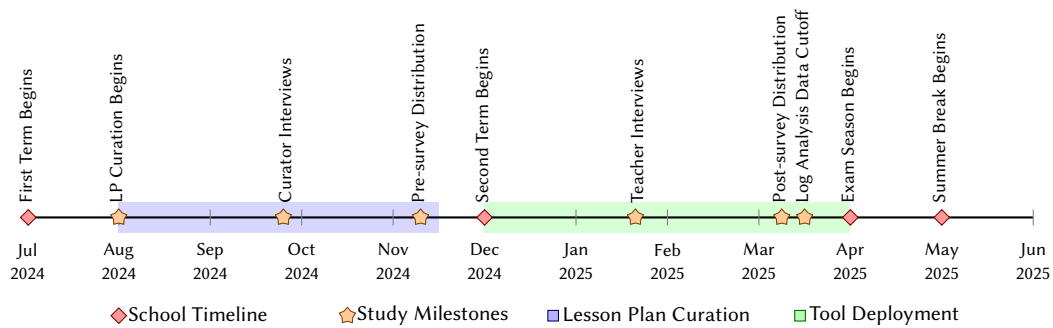 First Term Begins
LP Curation Begins
Curator Interviews
Pre-survey Distribution
Second Term Begins
Teacher Interviews
Post-survey Distribution
Log Analysis Data Cutoff
Exam Season Begins
Summer Break Begins
Jul Aug Sep Oct Nov Dec Jan Feb Mar Apr May Jun
2024 2024 2024 2024 2024 2024 2025 2025 2025 2025 2025 2025
School Timeline Study Milestones Lesson Plan Curation Tool Deployment